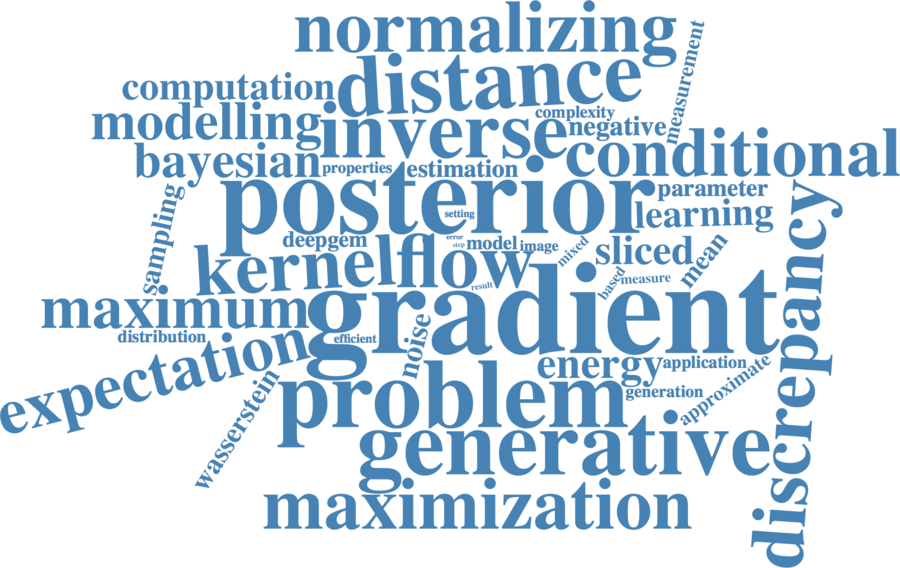 normalizing
measurement
distance
computation
complexity
modelling
inverse
negative
conditional
bayesian
properties
estimation
posterior
parameter
setting
learning
sampling
deepgem
error
step
model
image
mixed
sliced
mean
kernel
flow
result
based
measure
discrepancy
maximum
gradient
distribution
efficient
noise
expectation
energy
application
problem
generation
approximate
wasserstein
generative
maximization